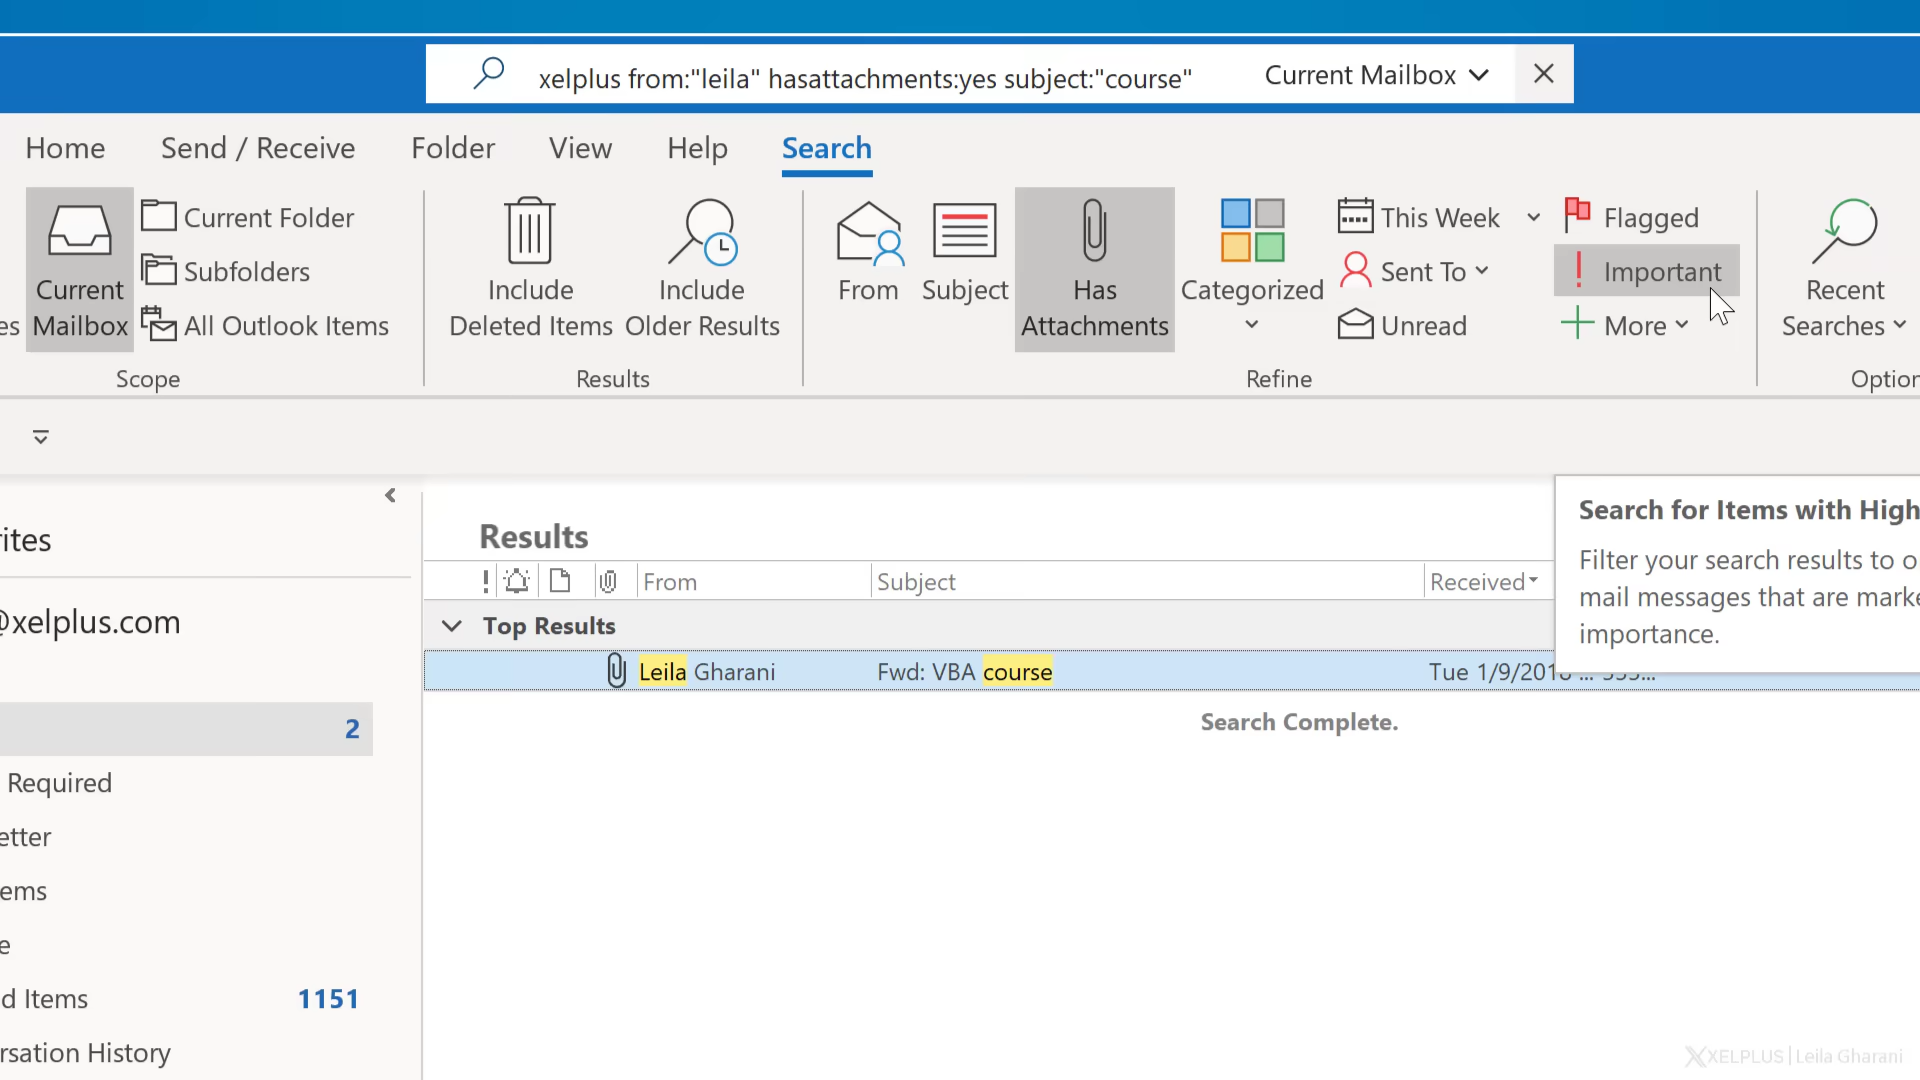 xelplus from:"leila" hasattachments:yes subject:"course"
Current Mailbox
Home
Send / Receive
Folder
View
Help
Search
es
Current
Mailbox
Current Folder
Subfolders
All Outlook Items
Scope
Include
Deleted Items
Include
Older Results
Results
From
Subject
Has
Attachments
Categorized
This Week
Sent To
Unread
Flagged
Important
More
Refine
Recent
Searches
Option
Search for Items with High
Filter your search results to o
mail messages that are marke
importance.
ites
@xelplus.com
2
Required
etter
ems
e
d Items
1151
rsation History
Results
From
Subject
Received
Top Results
Leila Gharani
Fwd: VBA course
Tue 1/9/201
Search Complete.
XELPLUS | Leila Gharani